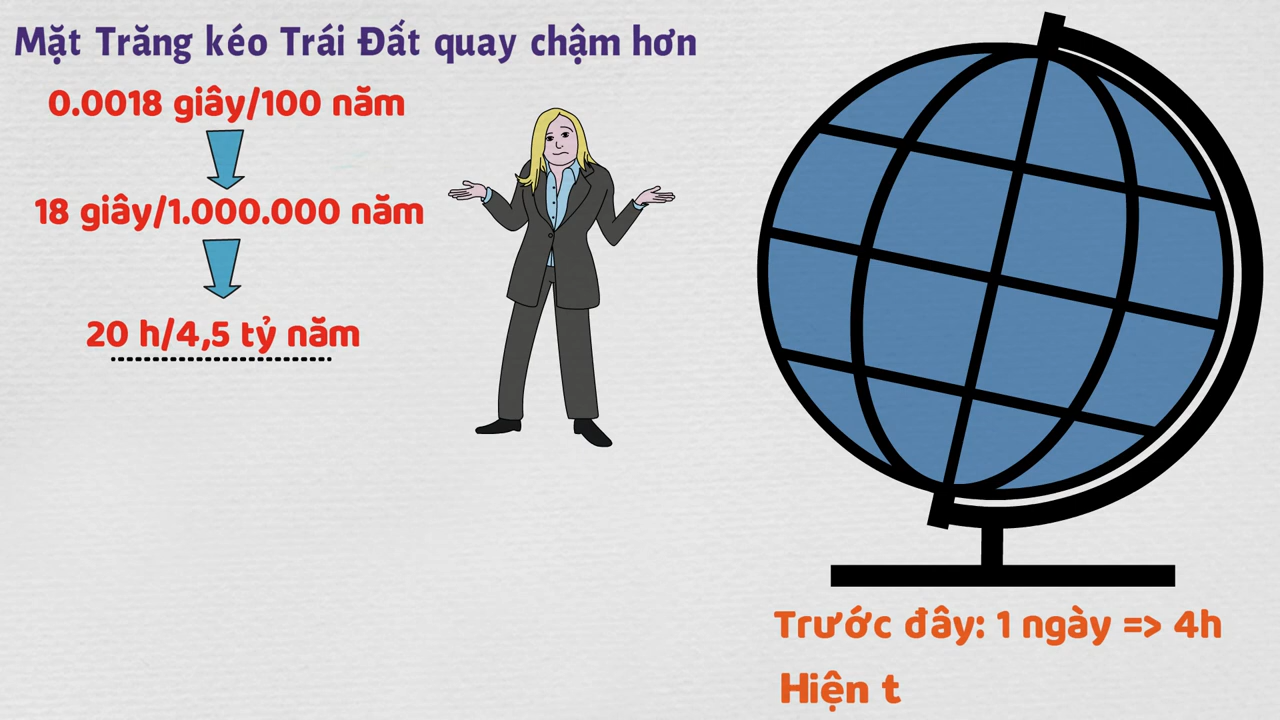 Mặt Trăng kéo Trái Đất quay chậm hơn
0.0018 giây/100 năm
18 giây/1.000.000 năm
20 h/4,5 tỷ năm
Trước đây: 1 ngày => 4h
Hiện t